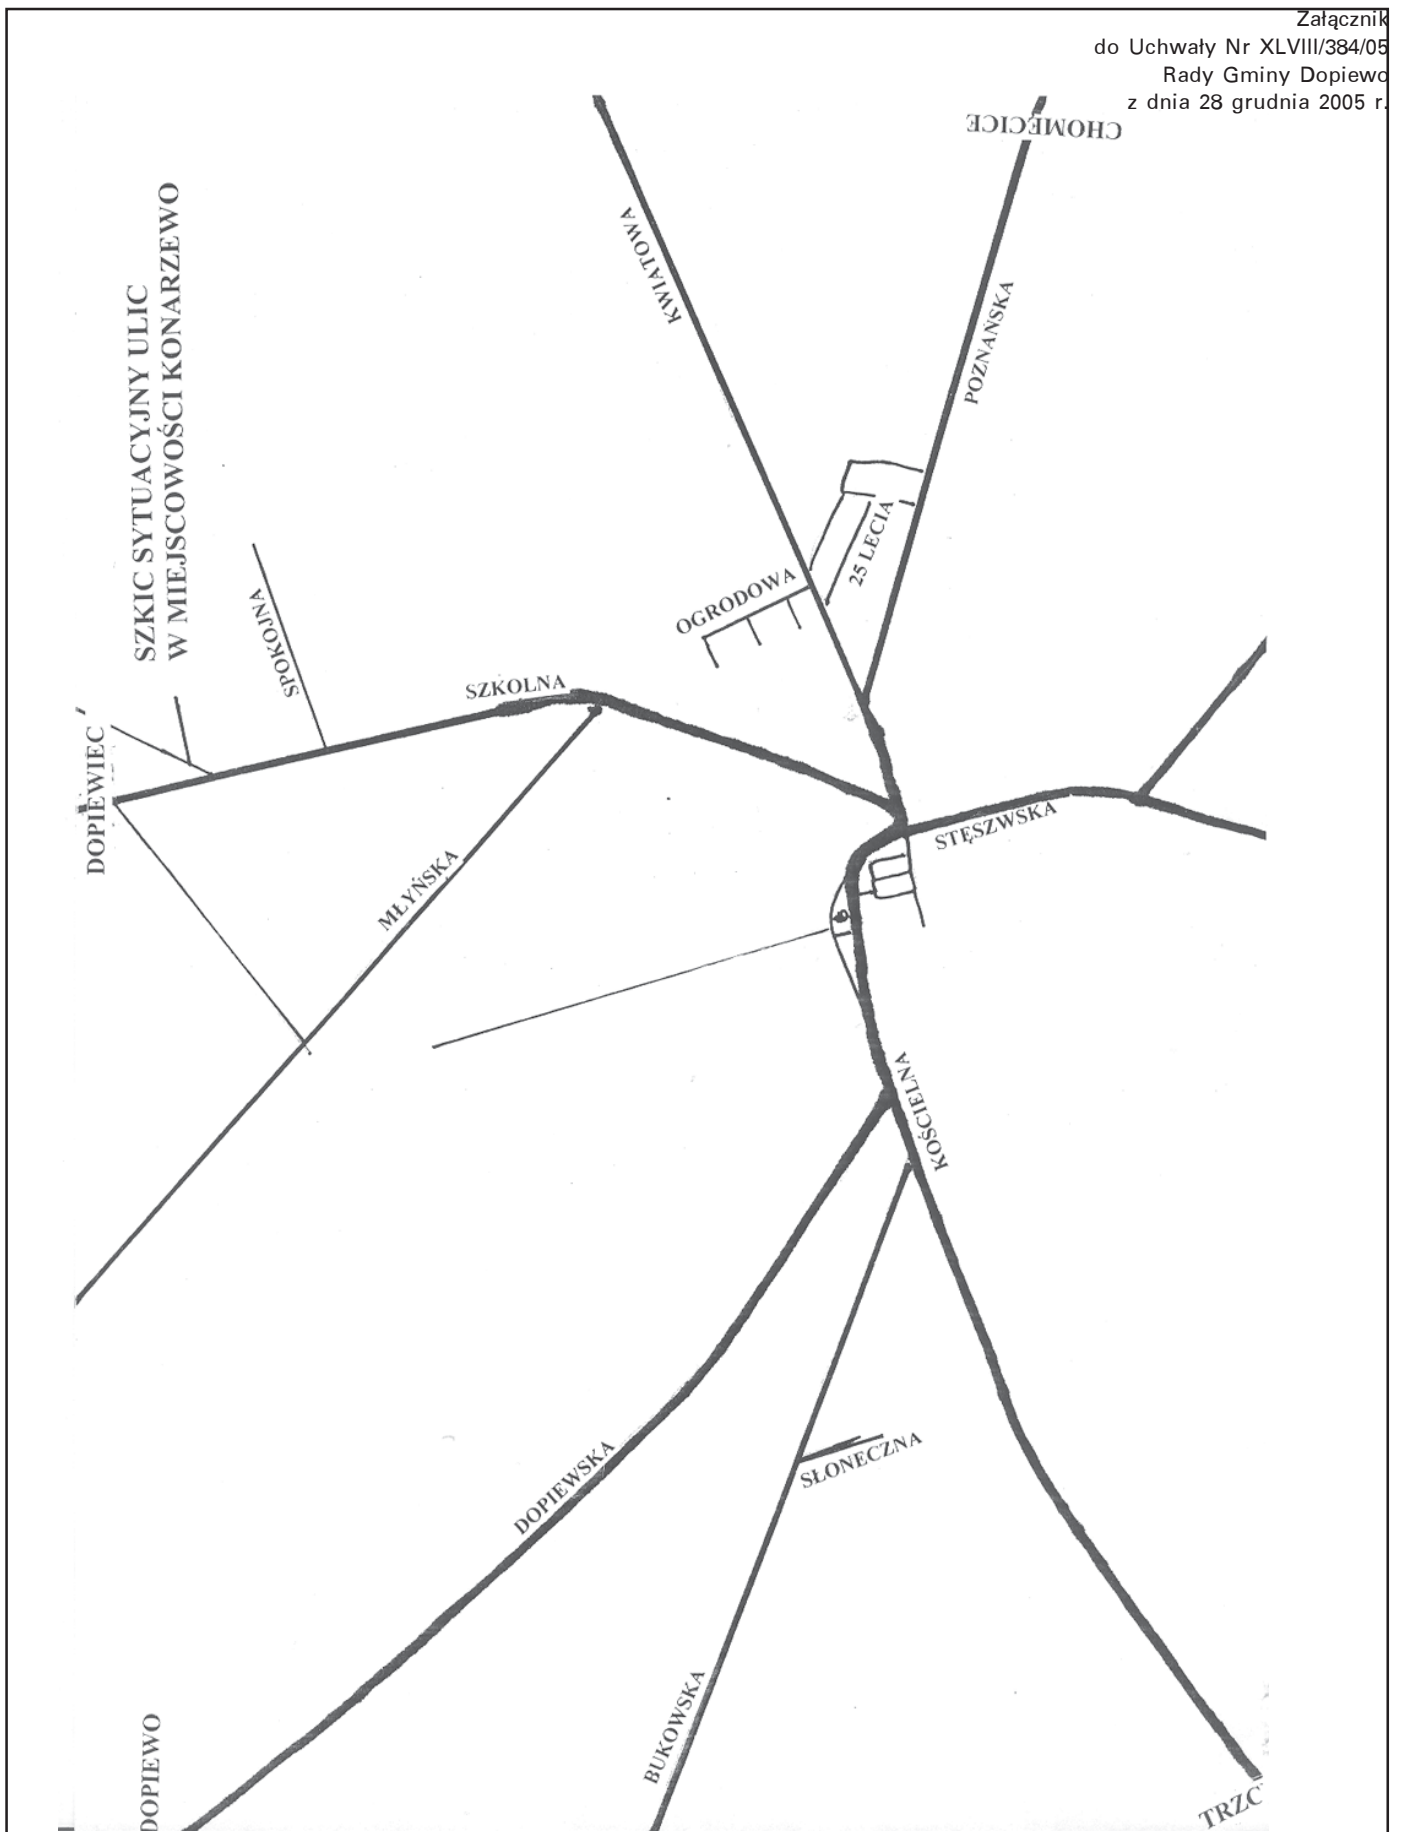 Załącznik
do Uchwały Nr XLVIII/384/05
Rady Gminy Dopiewo
z dnia 28 grudnia 2005 r.
CHOMĘCICE
SZKIC SYTUACYJNY ULIC
W MIEJSCOWOŚCI KONARZEWO
KWIATOWA
POZNAŃSKA
25 LECIA
OGRODOWA
SPOKOJNA
SZKOLNA
DOPIEWIEC
STĘSZWSKA
MŁYŃSKA
KOŚCIELNA
DOPIEWSKA
SŁONECZNA
BUKOWSKA
DOPIEWO
TRZC